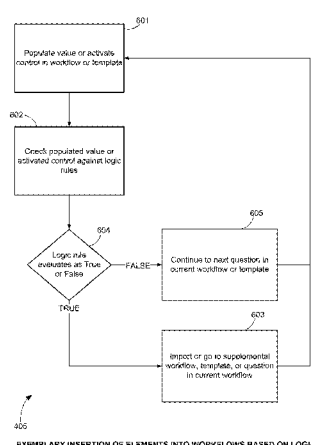 601
Populate value or activate
control in workflow or template
602
Check populated value or
activated control against logic
rules
604
Logic rule
evaluates as True
or False
FALSE
605
Continue to next question in
current workflow or template
TRUE
603
Import or go to supplemental
workflow, template, or question
in current workflow
406
EXEMPLARY INSERTION OF ELEMENTS INTO WORKFLOWS BASED ON LOGI